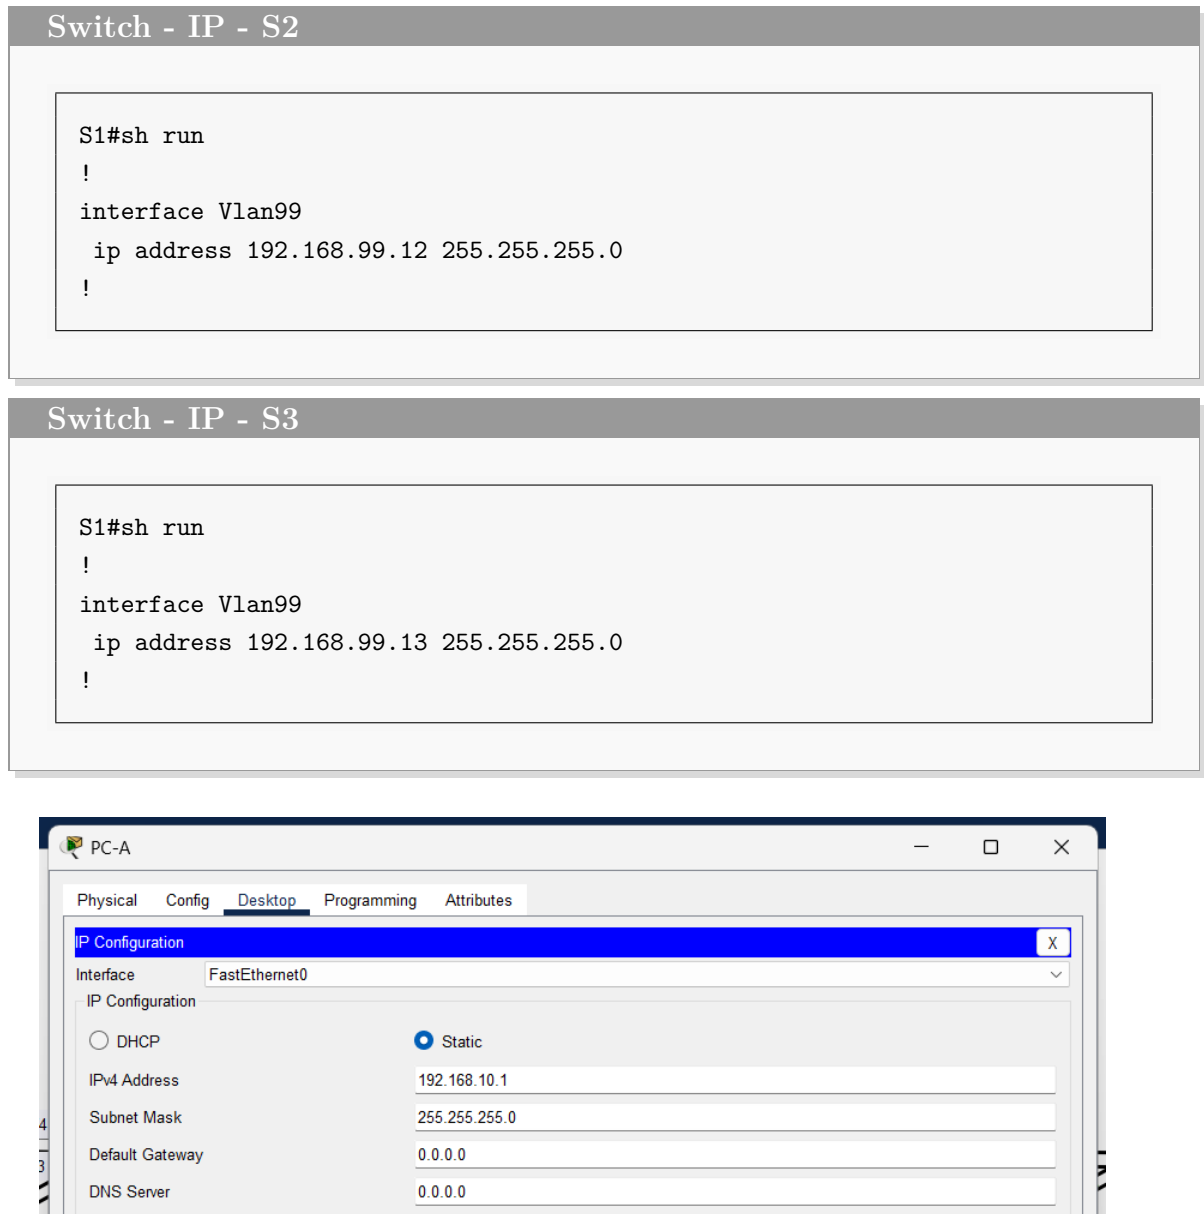 Switch - IP - S2
S1#sh run
!
interface Vlan99
ip address 192.168.99.12 255.255.255.0
!
Switch - IP - S3
S1#sh run
!
interface Vlan99
ip address 192.168.99.13 255.255.255.0
!
PC-A
Physical Config Desktop Programming Attributes
IP Configuration X
Interface FastEthernet0
IP Configuration
DHCP Static
IPv4 Address 192.168.10.1
Subnet Mask 255.255.255.0
4
Default Gateway 0.0.0.0
3
DNS Server 0.0.0.0